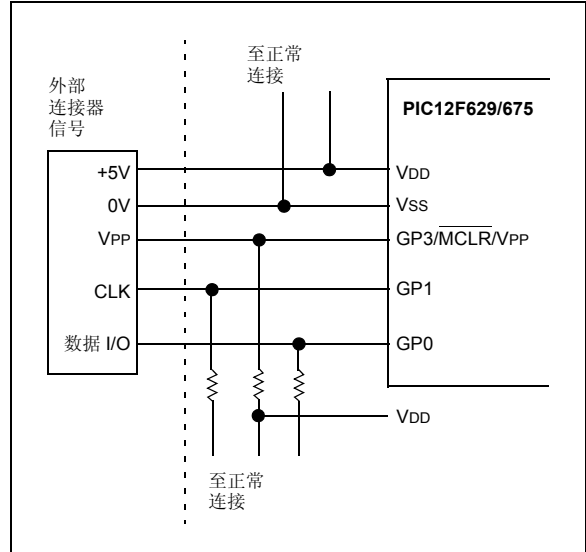 至正常
连接
外部
连接器
信号
PIC12F629/675
+5V
VDD
0V
VSS
VPP
GP3/MCLR/VPP
CLK
GP1
数据 I/O
GP0
VDD
至正常
连接